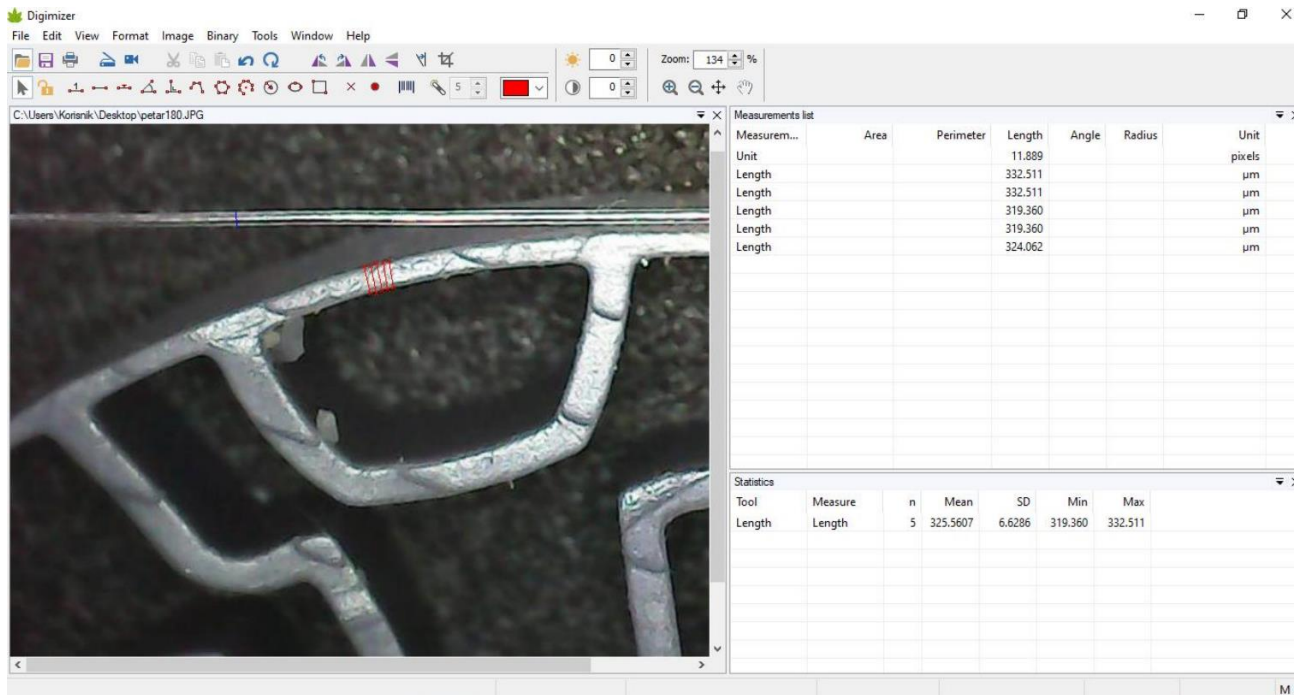 Digimizer
File Edit View Format Image Binary Tools Window Help
0 Zoom: 134 %
5 0
C:\Users\Korisnik\Desktop\petar180.JPG
Measurements list
Measurem... Area Perimeter Length Angle Radius Unit
Unit 11.889 pixels
Length 332.511 µm
Length 332.511 µm
Length 319.360 µm
Length 319.360 µm
Length 324.062 µm
Statistics
Tool Measure n Mean SD Min Max
Length Length 5 325.5607 6.6286 319.360 332.511
M